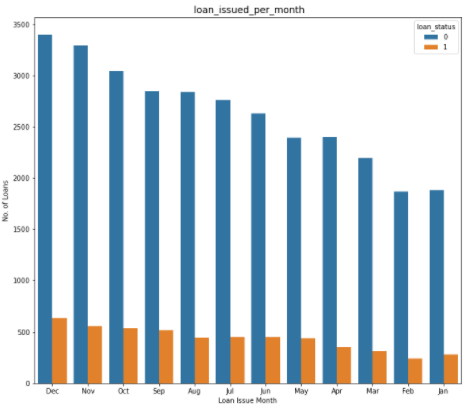 loan_issued_per_month
loan_status
0
1
3500
3000
2500
2000
1500
1000
500
0
No. of Loans
Dec Nov Oct Sep Aug Jul Jun May Apr Mar Feb Jan
Loan Issue Month